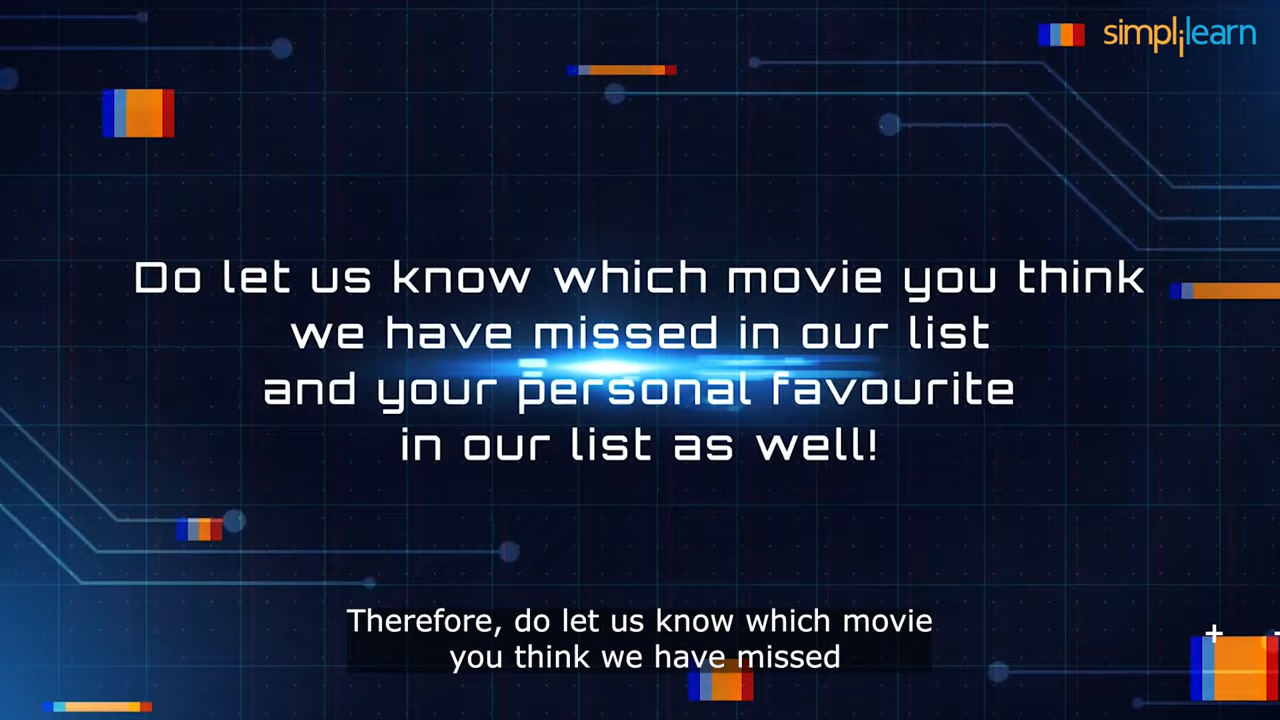 simplilearn
Do let us know which movie you think
we have missed in our list
and your personal favourite
in our list as well!
Therefore, do let us know which movie
you think we have missed